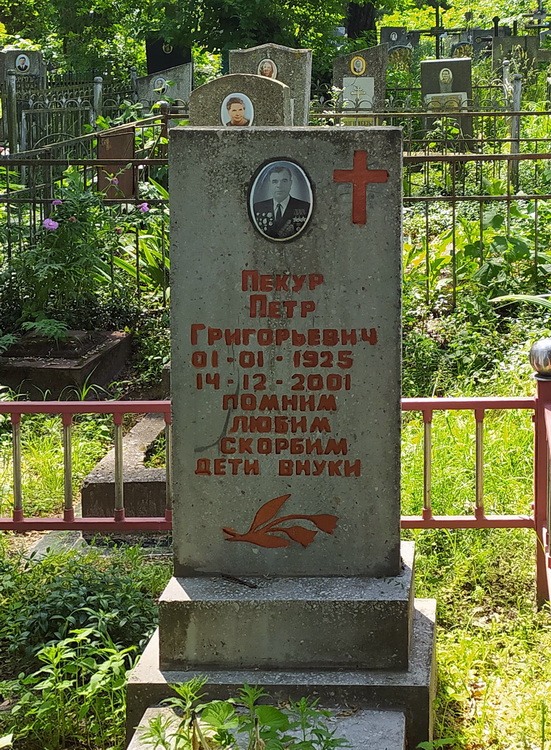 ПЕКУР
ПЕТР
ГРИГОРЬЕВИЧ
01-01-1925
14-12-2001
ПОМНИМ
ЛЮБИМ
СКОРБИМ
ДЕТИ ВНУКИ